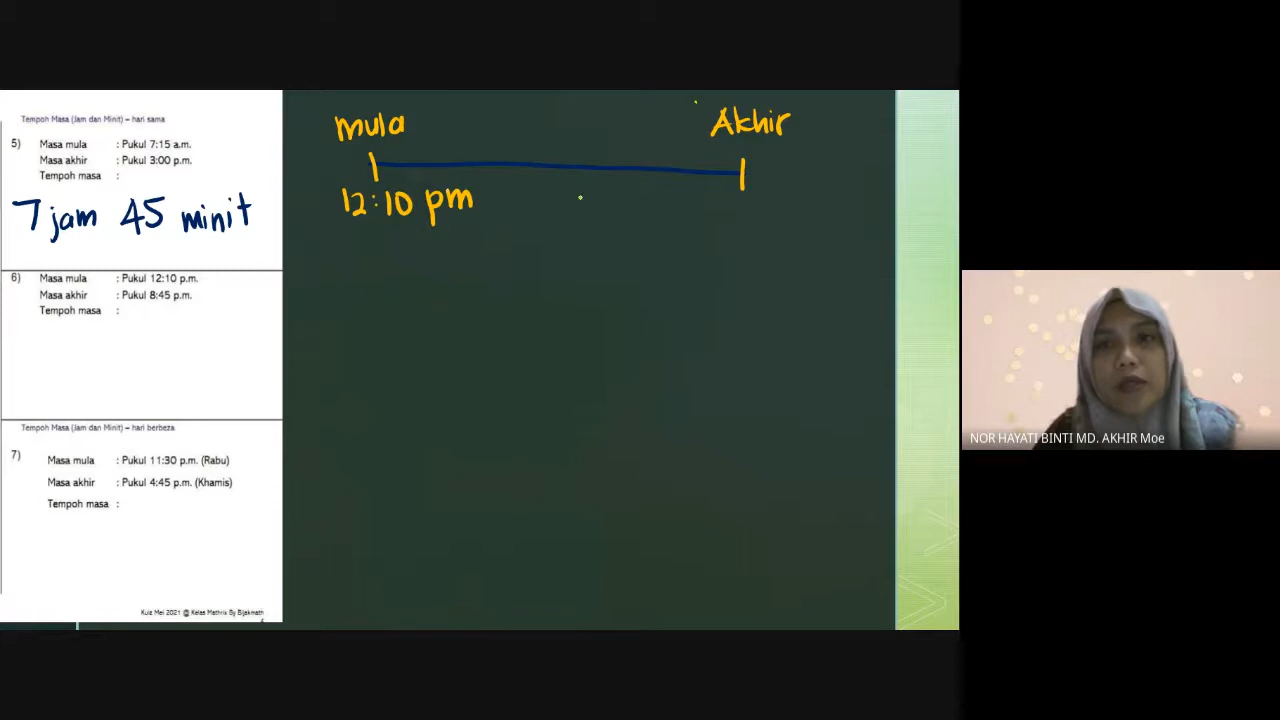 Tempoh Masa (Jam dan Minit) – hari sama
5) Masa mula : Pukul 7:15 a.m.
Masa akhir : Pukul 3:00 p.m.
Tempoh masa :
7 jam 45 minit
6) Masa mula : Pukul 12:10 p.m.
Masa akhir : Pukul 8:45 p.m.
Tempoh masa :
Tempoh Masa (Jam dan Minit) – hari berbeza
7) Masa mula : Pukul 11:30 p.m. (Rabu)
Masa akhir : Pukul 4:45 p.m. (Khamis)
Tempoh masa :
Kuiz Mei 2021 @ Kelas Mathrix By Bijakmath
mula
Akhir
12:10 pm
NOR HAYATI BINTI MD. AKHIR Moe